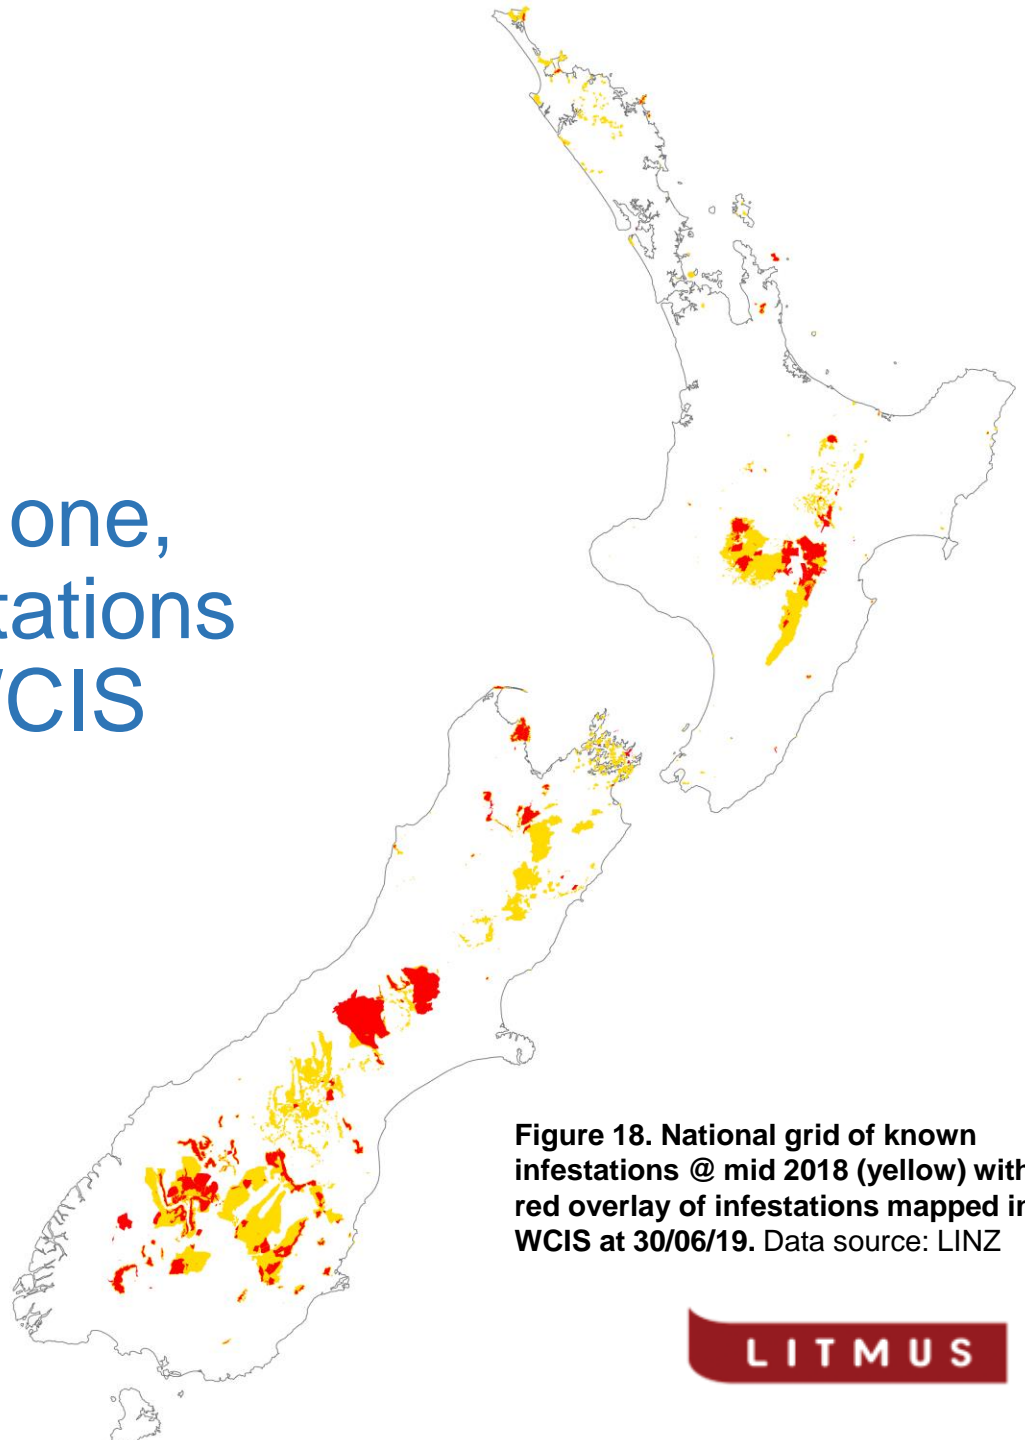 one,
tations
CIS
Figure 18. National grid of known
infestations @ mid 2018 (yellow) with
red overlay of infestations mapped in
WCIS at 30/06/19. Data source: LINZ
LITMUS